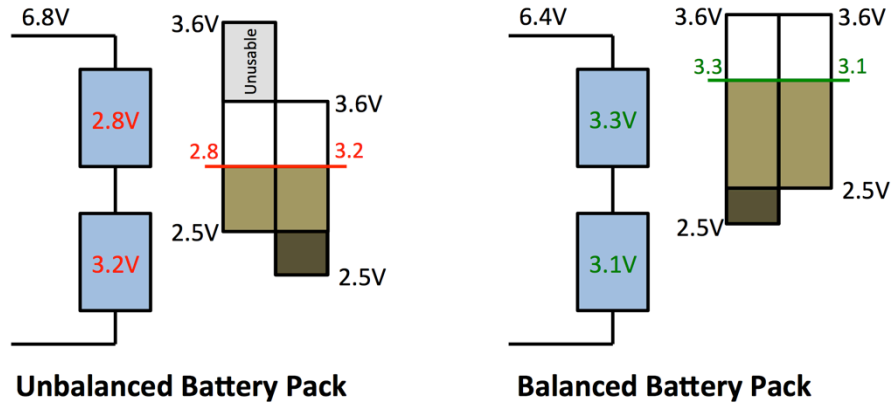 6.8V
2.8V
3.2V
3.6V
Unusable
3.6V
2.8
3.2
2.5V
2.5V
Unbalanced Battery Pack
6.4V
3.3V
3.1V
3.6V
3.6V
3.3
3.1
2.5V
2.5V
Balanced Battery Pack